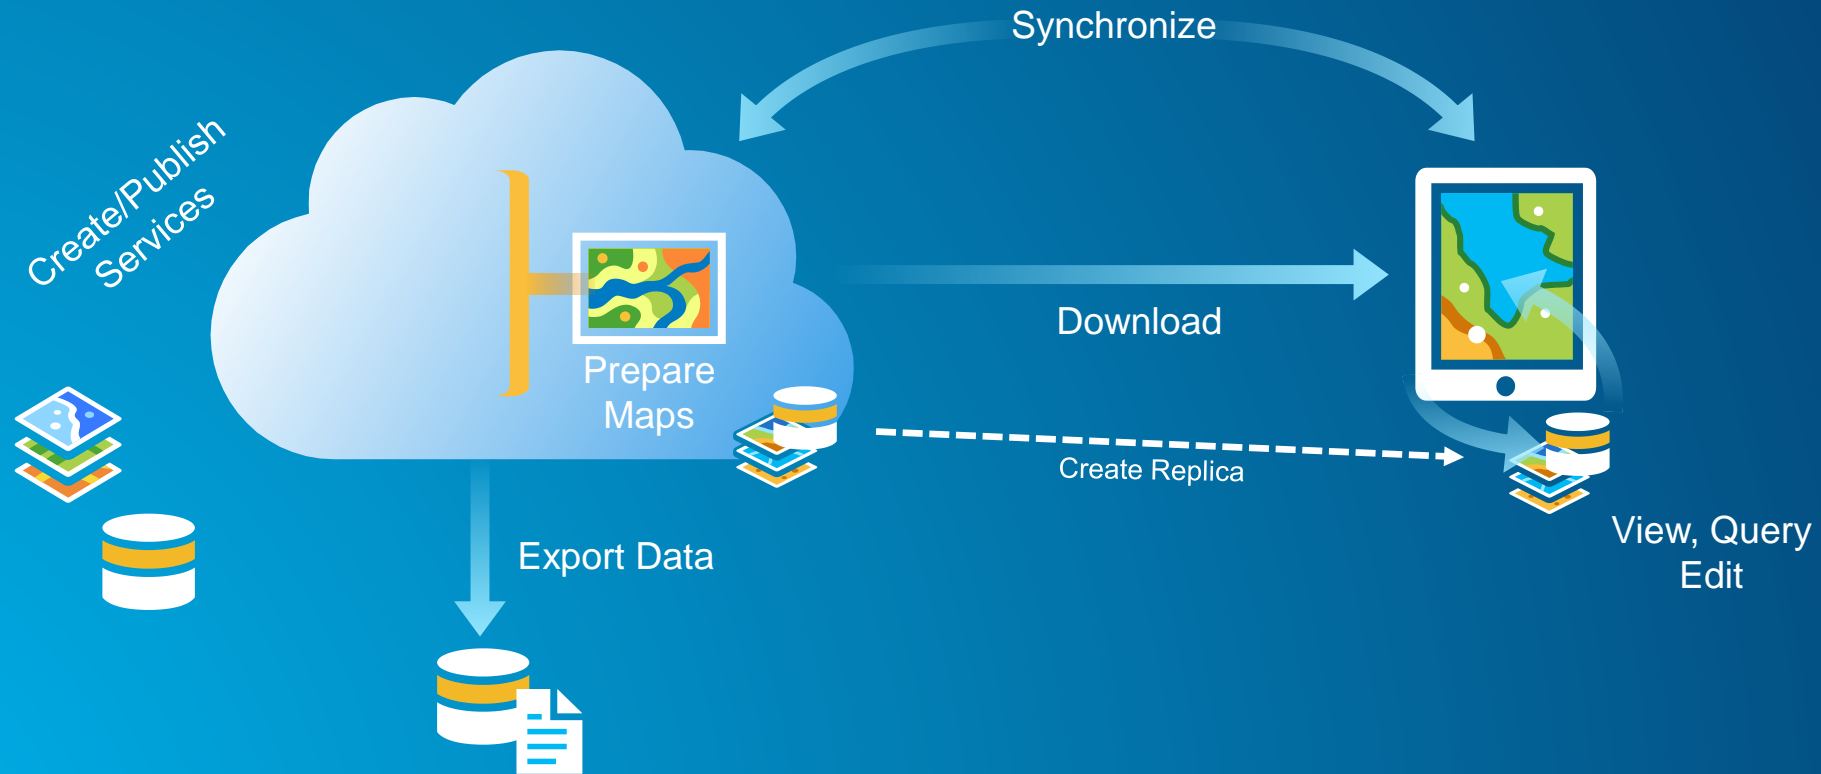 Synchronize
Create/Publish
Services
Prepare
Maps
Download
Create Replica
Export Data
View, Query
Edit